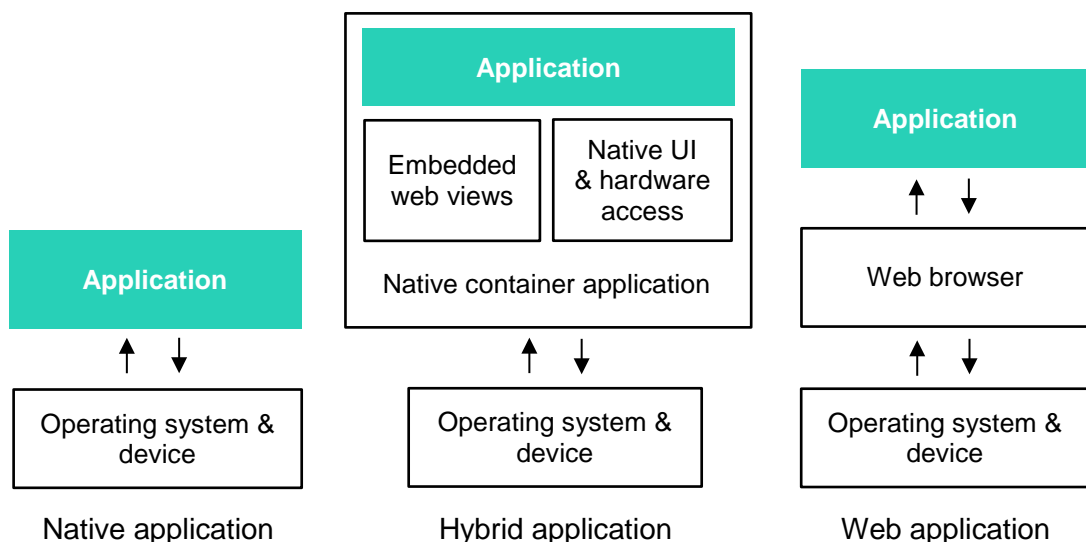 Application
Operating system &
device
Native application
Application
Embedded
web views
Native UI
& hardware
access
Native container application
Operating system &
device
Hybrid application
Application
Web browser
Operating system &
device
Web application